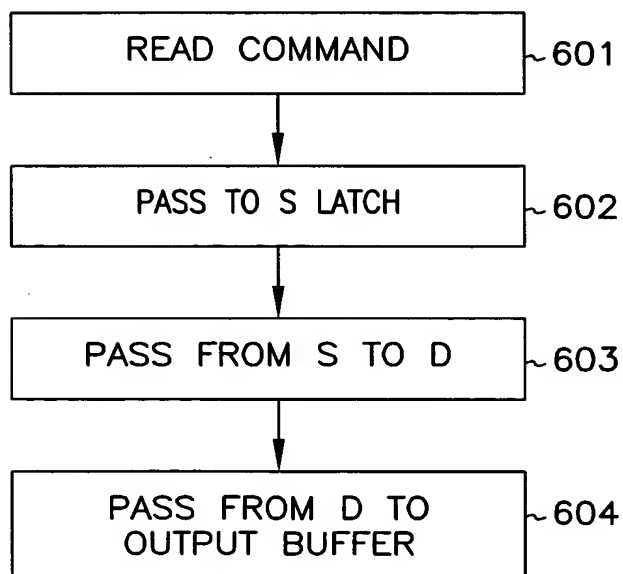 READ COMMAND
601
PASS TO S LATCH
602
PASS FROM S TO D
603
PASS FROM D TO
OUTPUT BUFFER
604